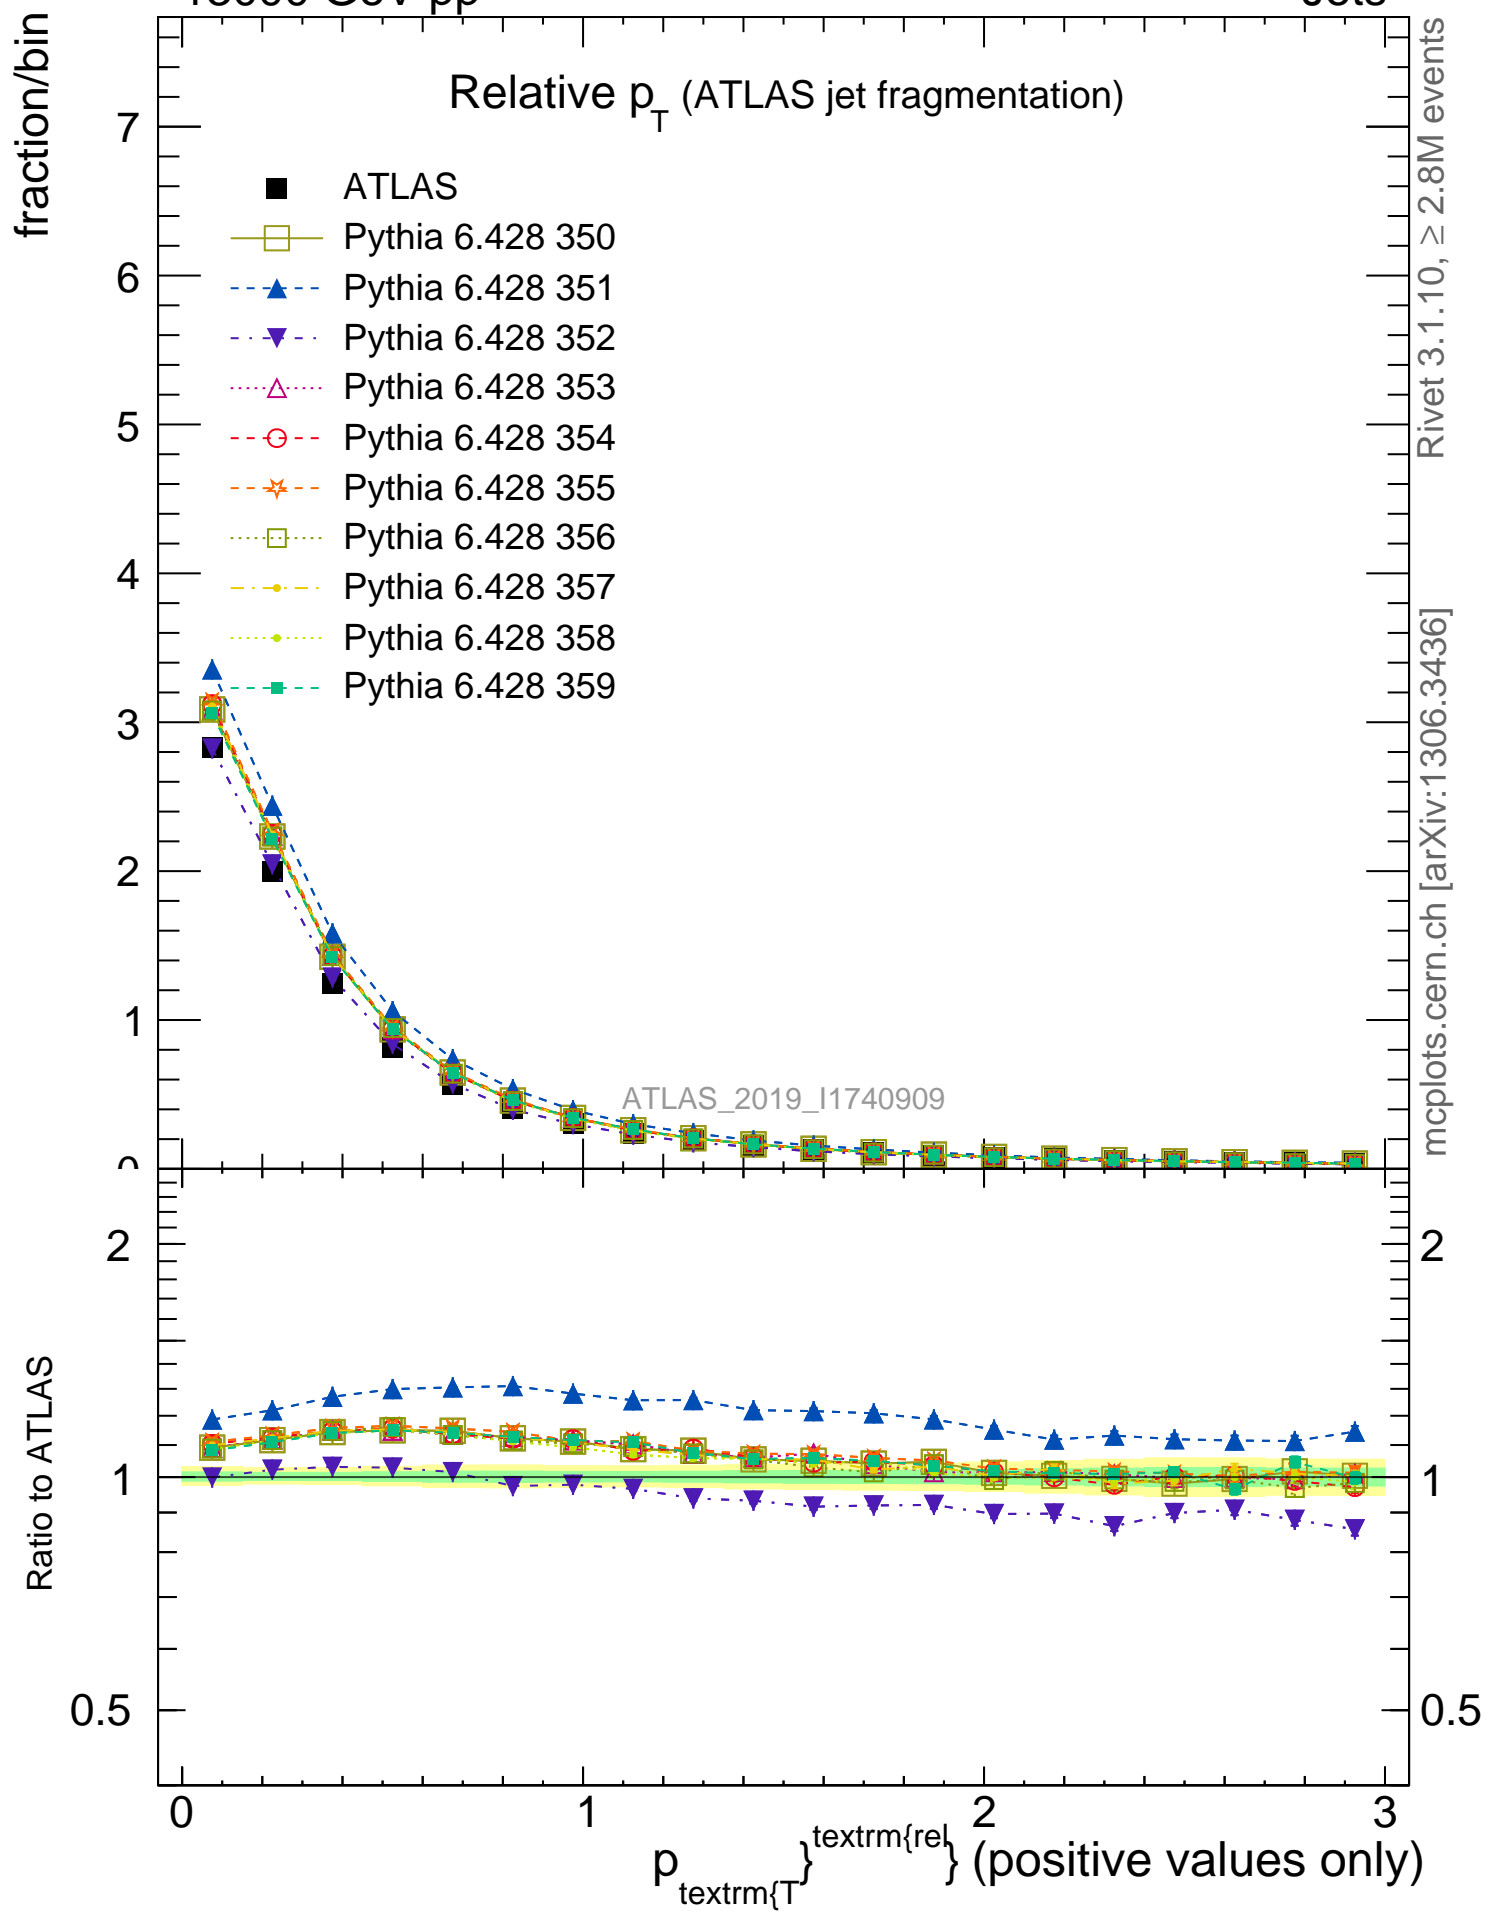 fraction/bin
Relative pT (ATLAS jet fragmentation)
ATLAS
Pythia 6.428 350
Pythia 6.428 351
Pythia 6.428 352
Pythia 6.428 353
Pythia 6.428 354
Pythia 6.428 355
Pythia 6.428 356
Pythia 6.428 357
Pythia 6.428 358
Pythia 6.428 359
7
6
5
4
3
2
1
ATLAS_2019_I1740909
Rivet 3.1.10, ≥ 2.8M events
mcplots.cern.ch [arXiv:1306.3436]
Ratio to ATLAS
2
1
0.5
2
1
0.5
0 1 2 3
p_textrm{T}^textrm{rel} (positive values only)